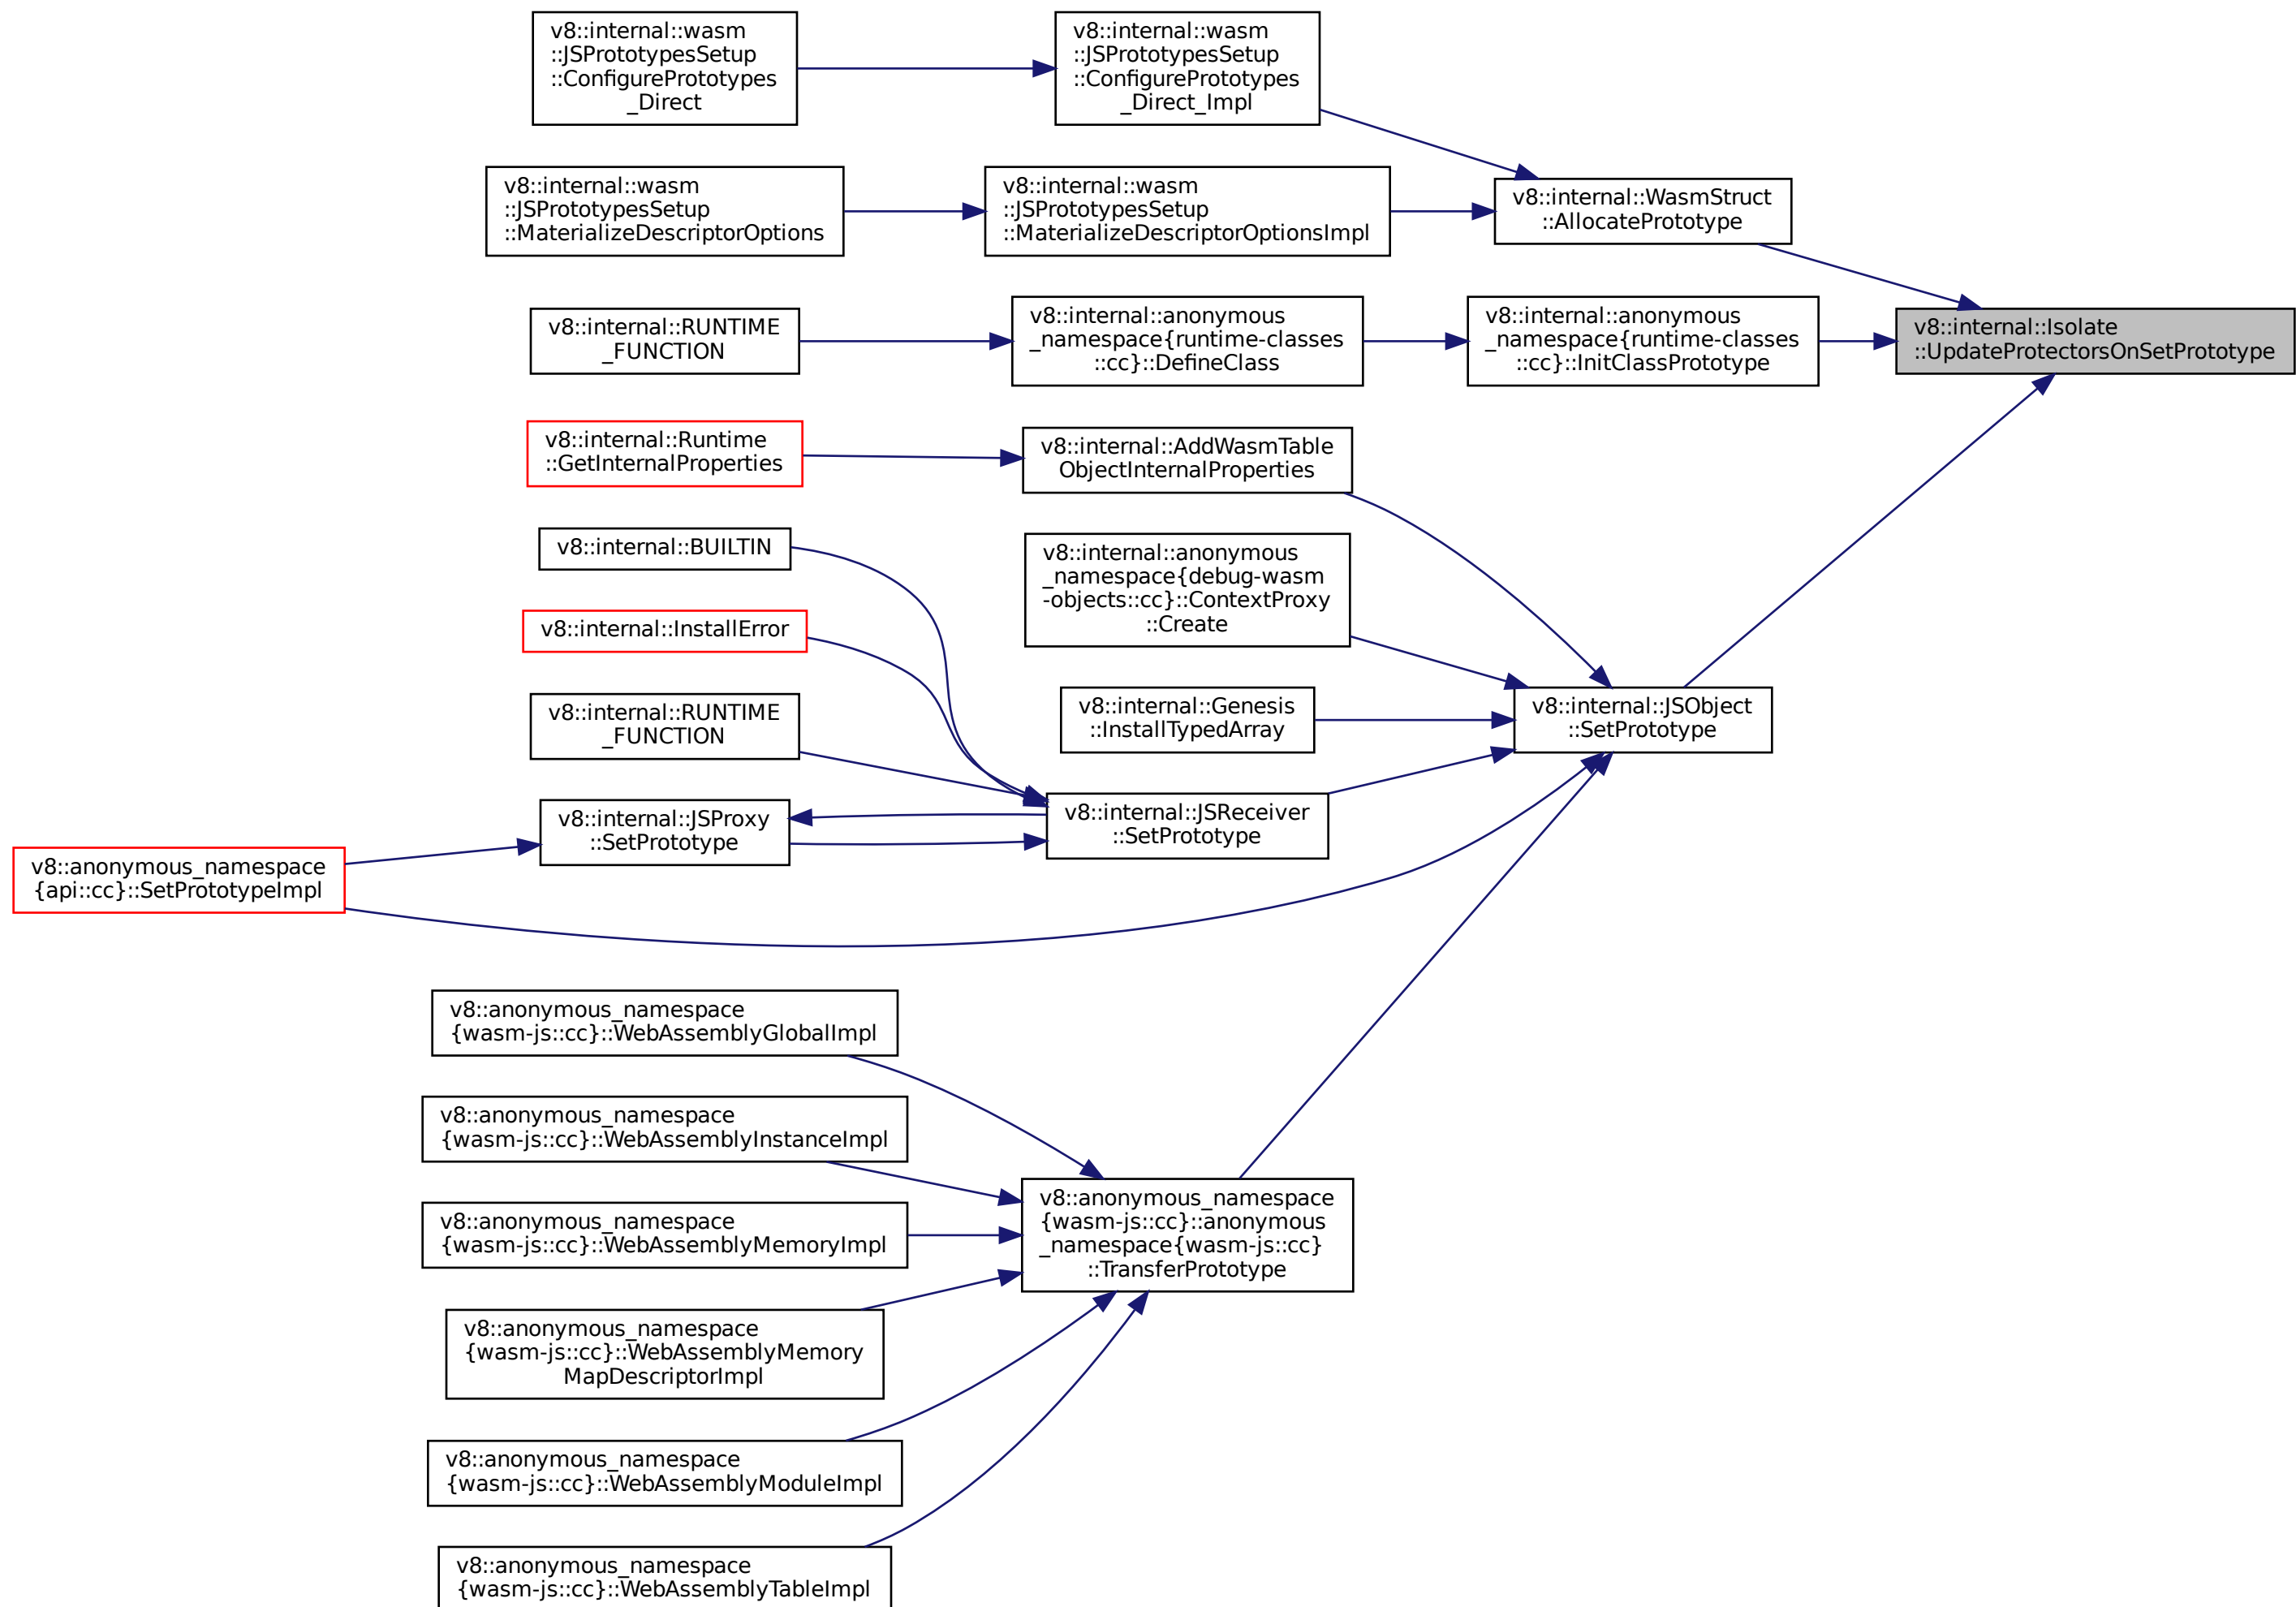 v8::internal::wasm
::JSPrototypesSetup
::ConfigurePrototypes
_Direct
v8::internal::wasm
::JSPrototypesSetup
::ConfigurePrototypes
_Direct_Impl
v8::internal::wasm
::JSPrototypesSetup
::MaterializeDescriptorOptions
v8::internal::wasm
::JSPrototypesSetup
::MaterializeDescriptorOptionsImpl
v8::internal::WasmStruct
::AllocatePrototype
v8::internal::RUNTIME
_FUNCTION
v8::internal::anonymous
_namespace{runtime-classes
::cc}::DefineClass
v8::internal::anonymous
_namespace{runtime-classes
::cc}::InitClassPrototype
v8::internal::Isolate
::UpdateProtectorsOnSetPrototype
v8::internal::Runtime
::GetInternalProperties
v8::internal::AddWasmTable
ObjectInternalProperties
v8::internal::BUILTIN
v8::internal::anonymous
_namespace{debug-wasm
-objects::cc}::ContextProxy
::Create
v8::internal::InstallError
v8::internal::RUNTIME
_FUNCTION
v8::internal::Genesis
::InstallTypedArray
v8::internal::JSObject
::SetPrototype
v8::internal::JSProxy
::SetPrototype
v8::internal::JSReceiver
::SetPrototype
v8::anonymous_namespace
{api::cc}::SetPrototypeImpl
v8::anonymous_namespace
{wasm-js::cc}::WebAssemblyGlobalImpl
v8::anonymous_namespace
{wasm-js::cc}::WebAssemblyInstanceImpl
v8::anonymous_namespace
{wasm-js::cc}::WebAssemblyMemoryImpl
v8::anonymous_namespace
{wasm-js::cc}::anonymous
_namespace{wasm-js::cc}
::TransferPrototype
v8::anonymous_namespace
{wasm-js::cc}::WebAssemblyMemory
MapDescriptorImpl
v8::anonymous_namespace
{wasm-js::cc}::WebAssemblyModuleImpl
v8::anonymous_namespace
{wasm-js::cc}::WebAssemblyTableImpl